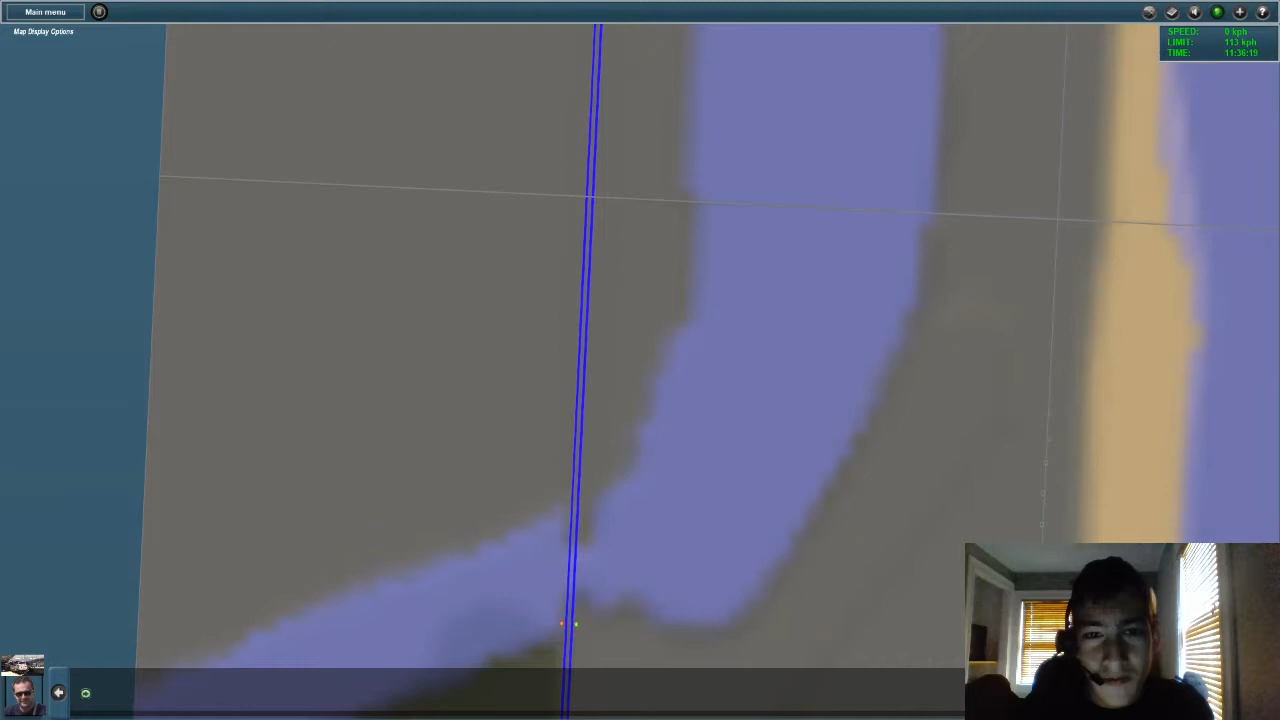 Main menu
Map Display Options
SPEED: 0 kph
LIMIT: 113 kph
TIME: 11:36:19
?